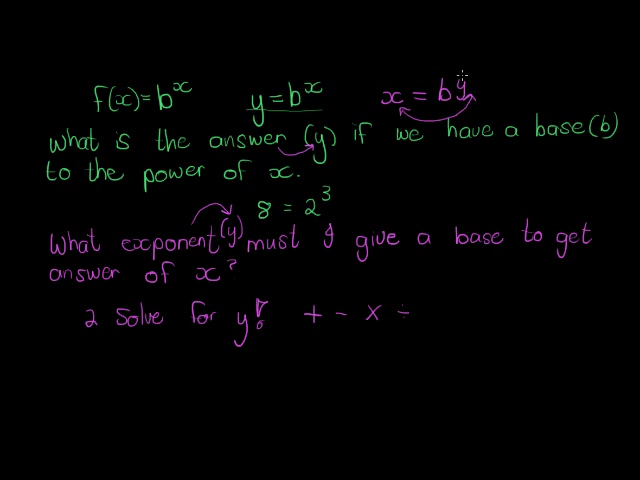 f(x) = b^x   y = b^x   x = b^y
What is the answer (y) if we have a base (b)
to the power of x.
8 = 2^3
What exponent (y) must I give a base to get
answer of x?
2 Solve for y! + - x ÷